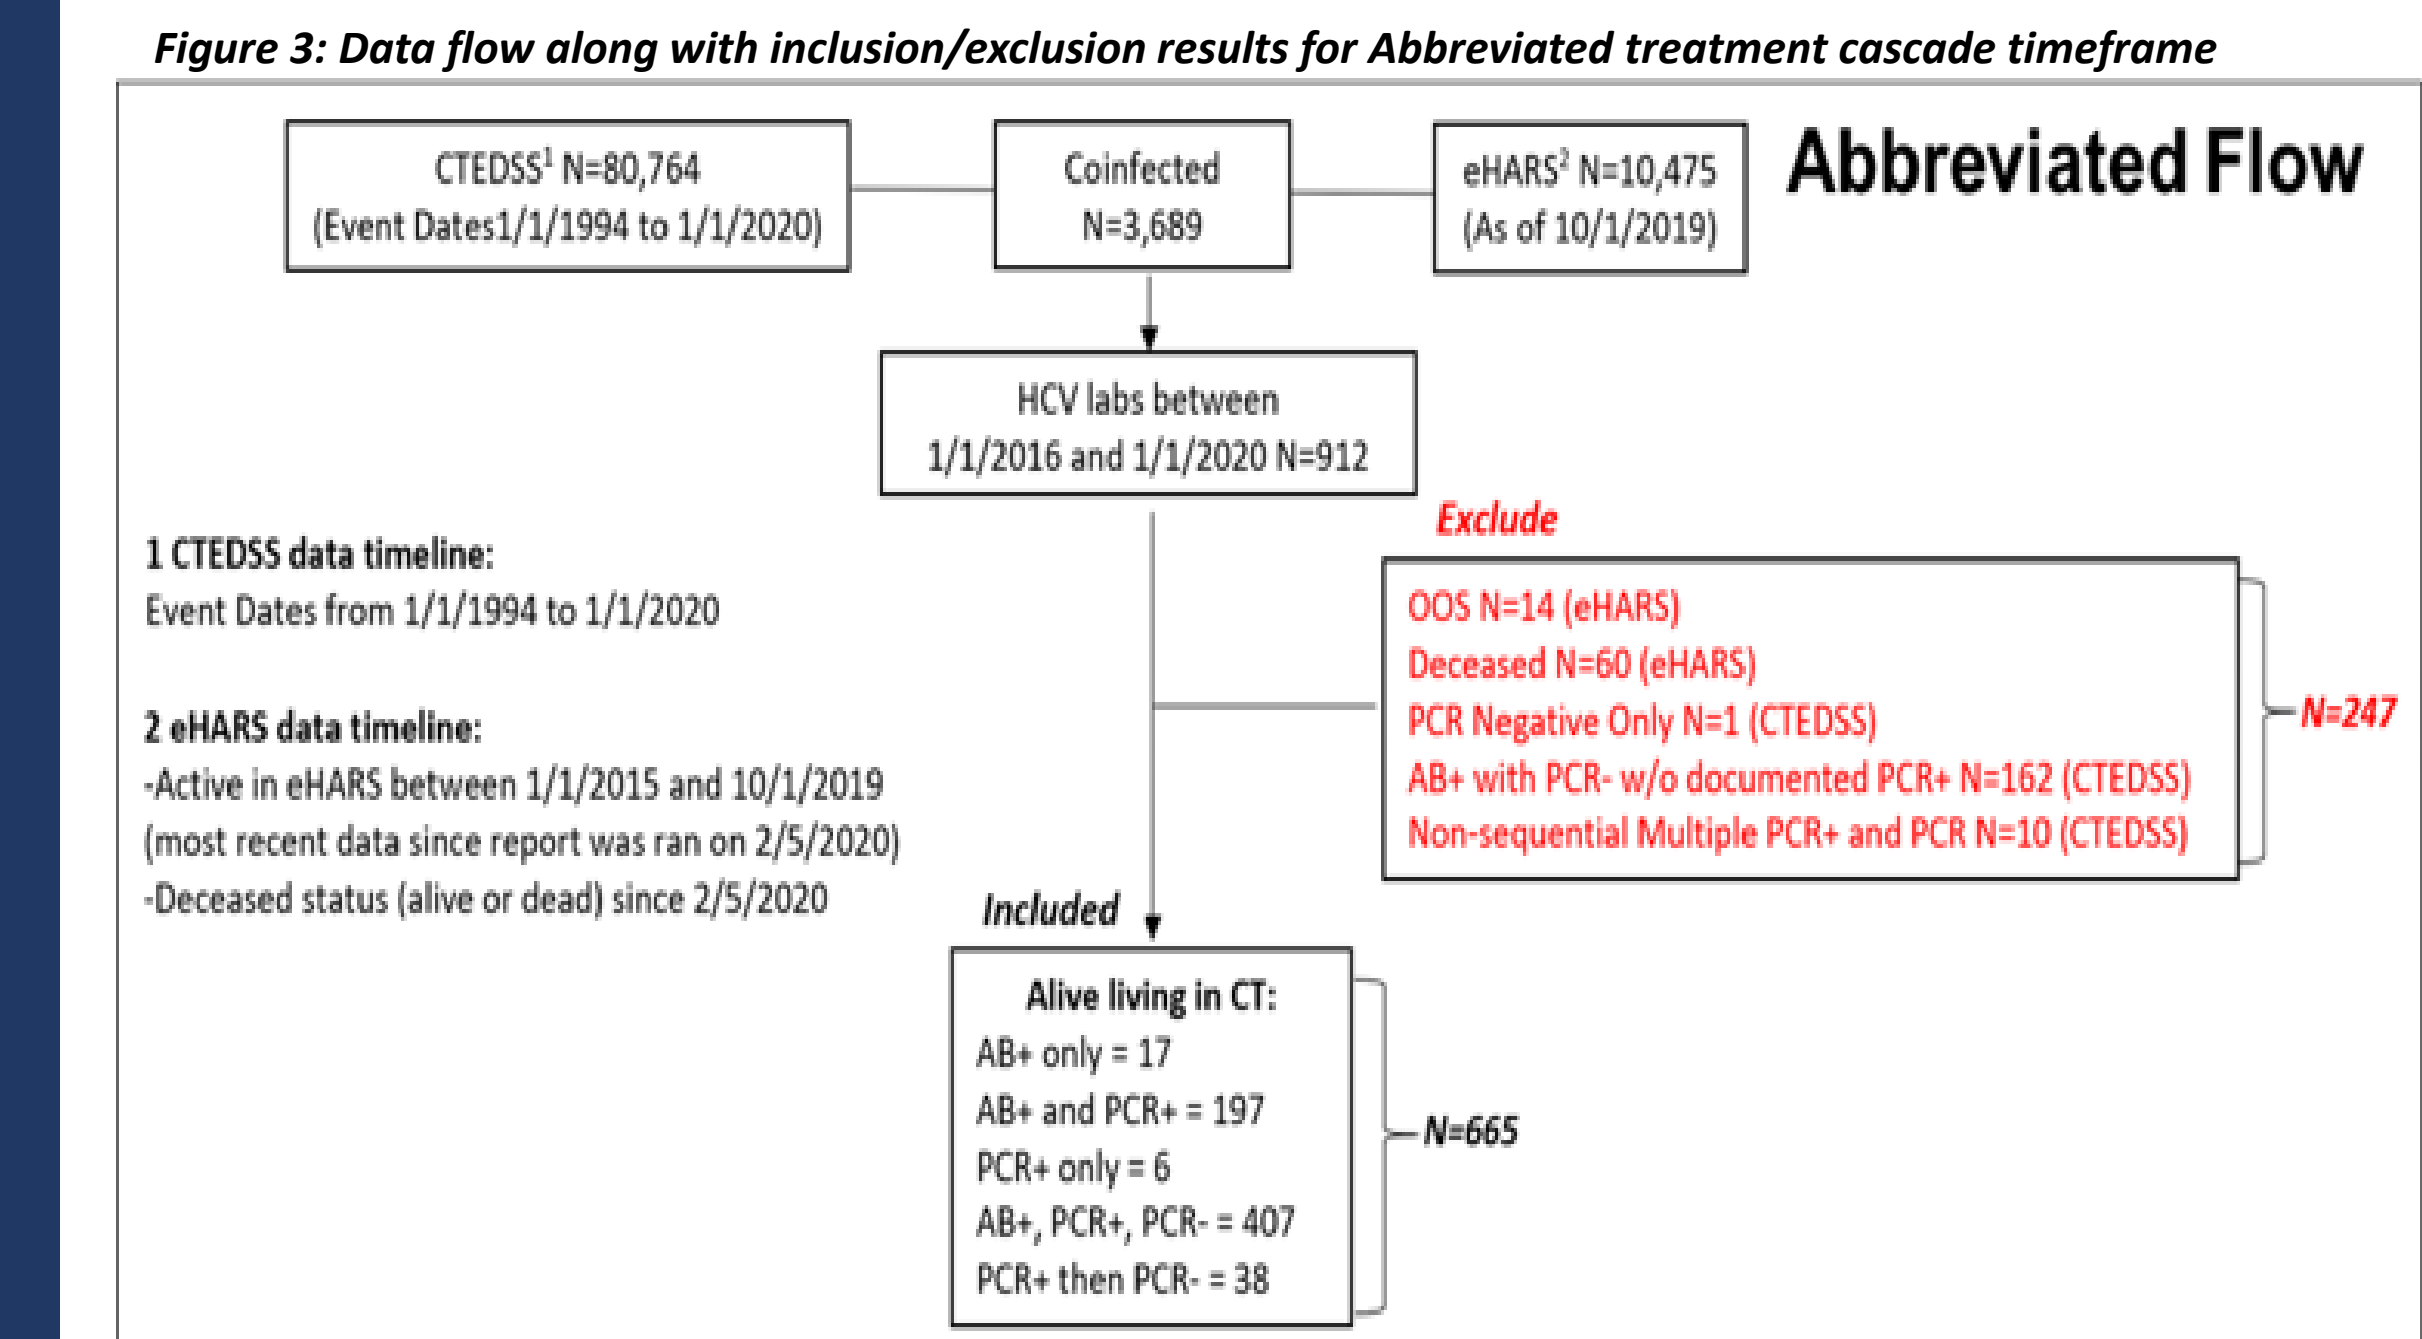 Figure 3: Data flow along with inclusion/exclusion results for Abbreviated treatment cascade timeframe
Abbreviated Flow
CTEDSS¹ N=80,764
(Event Dates1/1/1994 to 1/1/2020)
Coinfected
N=3,689
eHARS² N=10,475
(As of 10/1/2019)
HCV labs between
1/1/2016 and 1/1/2020 N=912
Exclude
OOS N=14 (eHARS)
Deceased N=60 (eHARS)
PCR Negative Only N=1 (CTEDSS)
AB+ with PCR- w/o documented PCR+ N=162 (CTEDSS)
Non-sequential Multiple PCR+ and PCR N=10 (CTEDSS)
N=247
1 CTEDSS data timeline:
Event Dates from 1/1/1994 to 1/1/2020
2 eHARS data timeline:
-Active in eHARS between 1/1/2015 and 10/1/2019
(most recent data since report was ran on 2/5/2020)
-Deceased status (alive or dead) since 2/5/2020
Included
Alive living in CT:
AB+ only = 17
AB+ and PCR+ = 197
PCR+ only = 6
AB+, PCR+, PCR- = 407
PCR+ then PCR- = 38
N=665